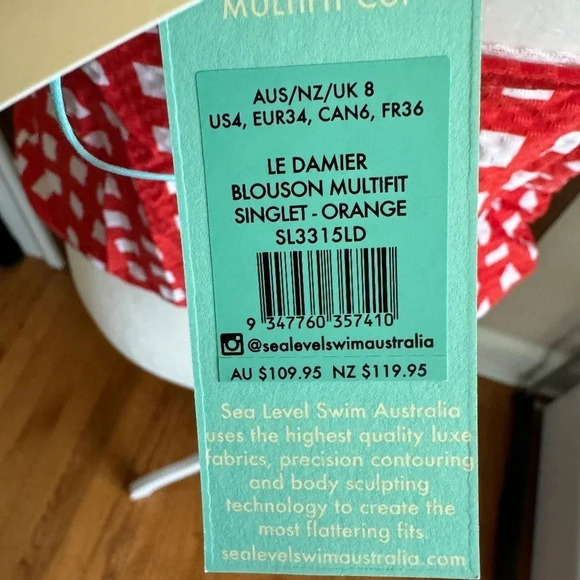 MULTIFIT CUP
AUS/NZ/UK 8
US4, EUR34, CAN6, FR36
LE DAMIER
BLOUSON MULTIFIT
SINGLET - ORANGE
SL3315LD
9 347760 357410
@sealevelswimaustralia
AU $109.95 NZ $119.95
Sea Level Swim Australia
uses the highest quality luxe
fabrics, precision contouring
and body sculpting
technology to create the
most flattering fits.
sealevelswimaustralia.com